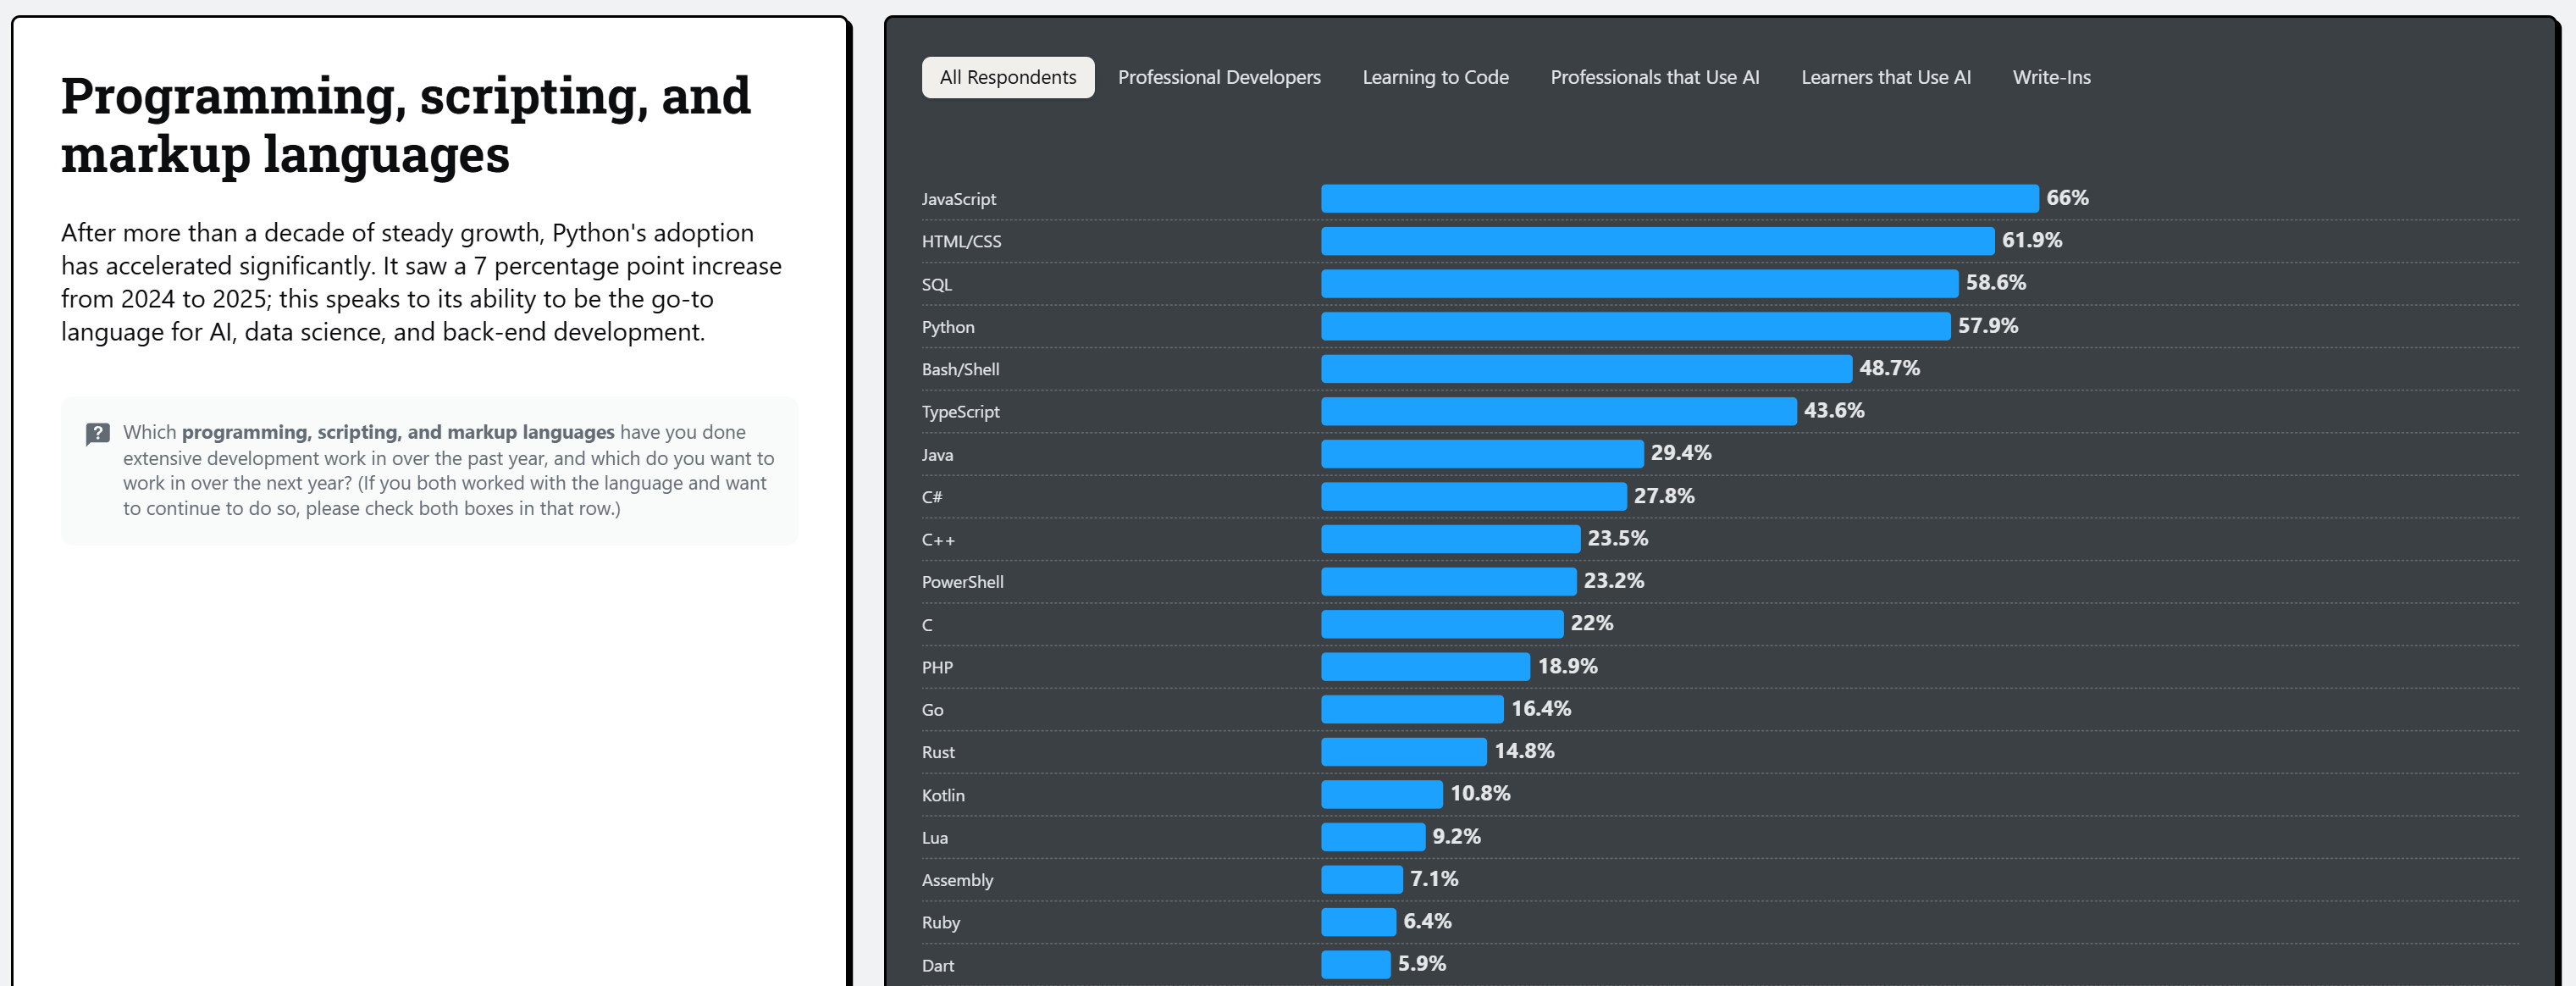 Programming, scripting, and
markup languages
After more than a decade of steady growth, Python's adoption
has accelerated significantly. It saw a 7 percentage point increase
from 2024 to 2025; this speaks to its ability to be the go-to
language for AI, data science, and back-end development.
Which programming, scripting, and markup languages have you done
extensive development work in over the past year, and which do you want to
work in over the next year? (If you both worked with the language and want
to continue to do so, please check both boxes in that row.)
All Respondents Professional Developers Learning to Code Professionals that Use AI Learners that Use AI Write-Ins
JavaScript 66%
HTML/CSS 61.9%
SQL 58.6%
Python 57.9%
Bash/Shell 48.7%
TypeScript 43.6%
Java 29.4%
C# 27.8%
C++ 23.5%
PowerShell 23.2%
C 22%
PHP 18.9%
Go 16.4%
Rust 14.8%
Kotlin 10.8%
Lua 9.2%
Assembly 7.1%
Ruby 6.4%
Dart 5.9%